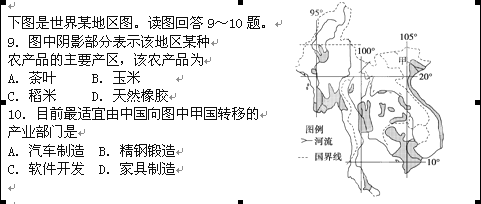 下图是世界某地区图。读图回答9～10题。
9. 图中阴影部分表示该地区某种
农产品的主要产区，该农产品为
A. 茶叶 B. 玉米
C. 稻米 D. 天然橡胶
10. 目前最适宜由中国向图中甲国转移的
产业部门是
A. 汽车制造 B. 精钢锻造
C. 软件开发 D. 家具制造
95°
100°
105°
甲
20°
10°
图例
河流
国界线